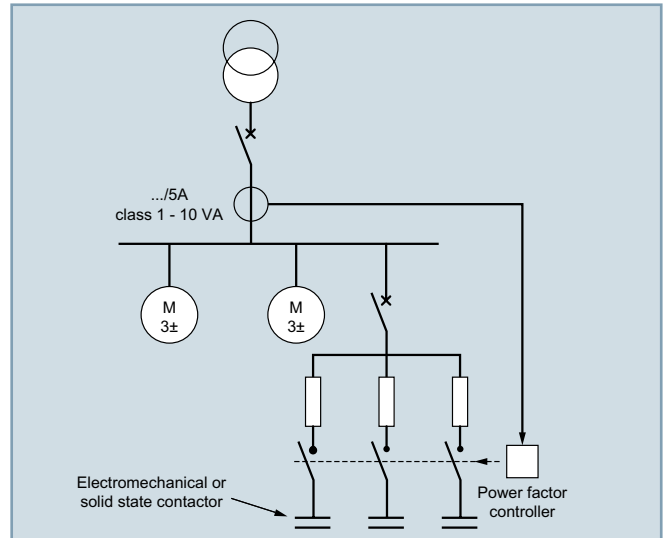 .../5A
class 1 - 10 VA
M
3±
M
3±
Electromechanical or
solid state contactor
Power factor
controller